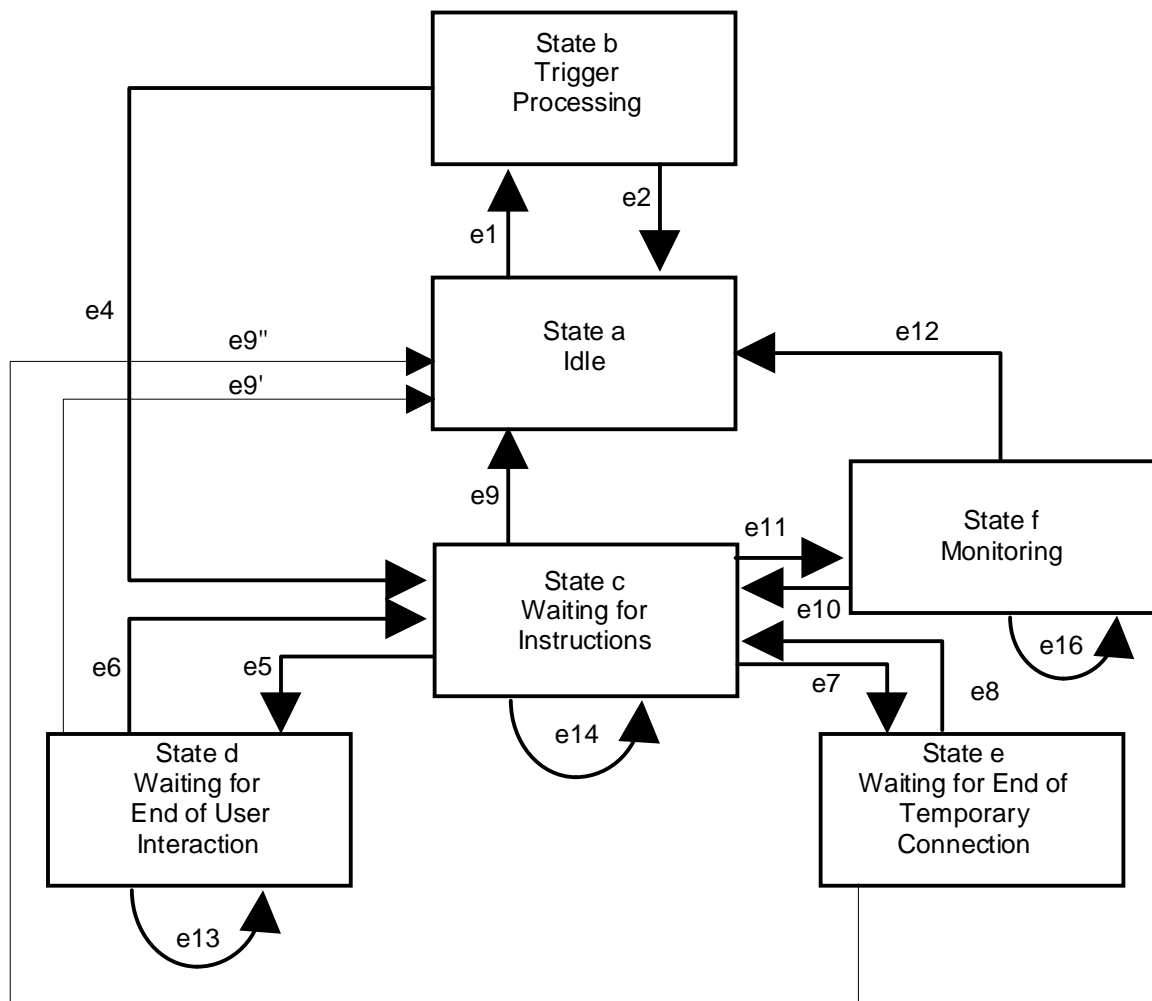 State b
Trigger
Processing
e2
e1
e4
State a
Idle
e12
e9"
e9'
e9
State f
Monitoring
e11
State c
Waiting for
Instructions
e10
e16
e6
e5
e7
e8
e14
State d
Waiting for
End of User
Interaction
State e
Waiting for End of
Temporary
Connection
e13